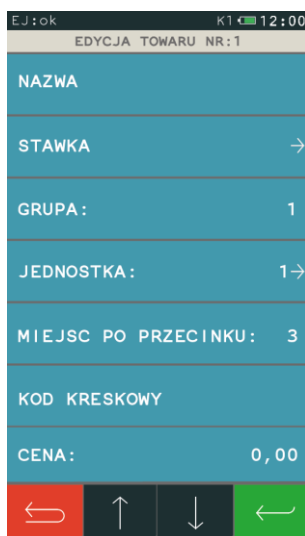 EJ:ok K1 12:00
EDYCJA TOWARU NR:1
NAZWA
STAWKA →
GRUPA: 1
JEDNOSTKA: 1→
MIEJSC PO PRZECINKU: 3
KOD KRESKOWY
CENA: 0,00